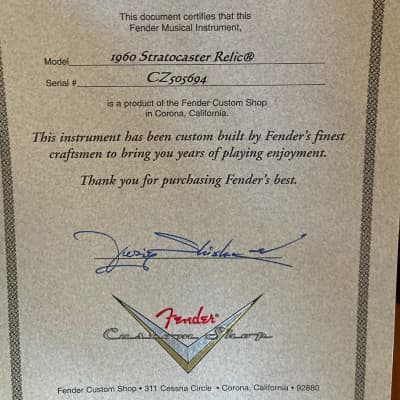 This document certifies that this
Fender Musical Instrument,
Model 1960 Stratocaster Relic®
Serial # CZ505694
is a product of the Fender Custom Shop
in Corona, California.
This instrument has been custom built by Fender's finest
craftsmen to bring you years of playing enjoyment.
Thank you for purchasing Fender's best.
Fender®
Custom Shop
Fender Custom Shop • 311 Cessna Circle • Corona, California • 92880